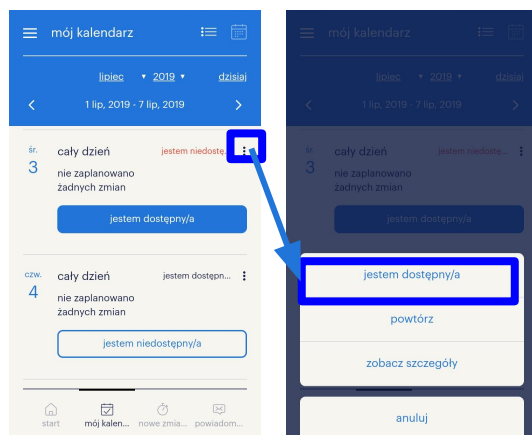 mój kalendarz
lipiec ▾ 2019 ▾ dzisiaj
1 lip, 2019 - 7 lip, 2019
śr.
3
cały dzień
jestem niedostę...
nie zaplanowano
żadnych zmian
jestem dostępny/a
czw.
4
cały dzień
jestem dostępn...
nie zaplanowano
żadnych zmian
jestem niedostępny/a
start
mój kalen...
nowe zmia...
powiadom...
mój kalendarz
lipiec ▾ 2019 ▾ dzisiaj
1 lip, 2019 - 7 lip, 2019
śr.
3
cały dzień
jestem niedostę...
nie zaplanowano
żadnych zmian
jestem dostępny/a
jestem dostępny/a
powtórz
zobacz szczegóły
anuluj